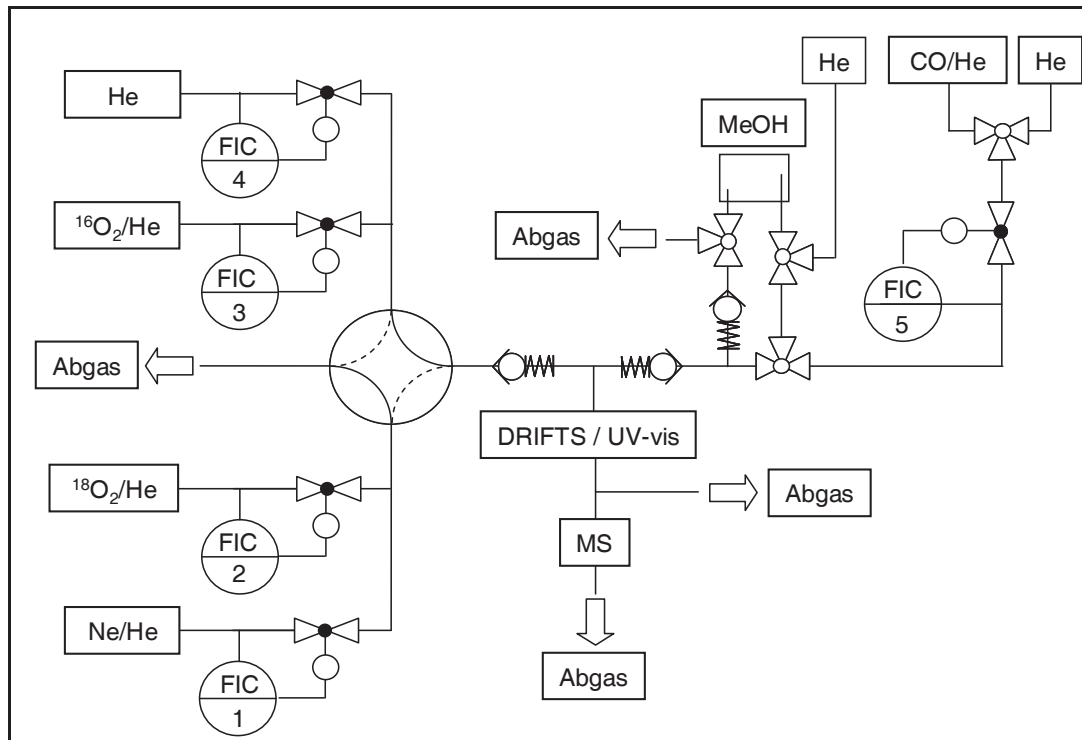 He
CO/He
He
He
MeOH
FIC
4
¹⁶O₂/He
Abgas
FIC
3
FIC
5
Abgas
DRIFTS / UV-vis
¹⁸O₂/He
Abgas
FIC
2
MS
Ne/He
Abgas
FIC
1